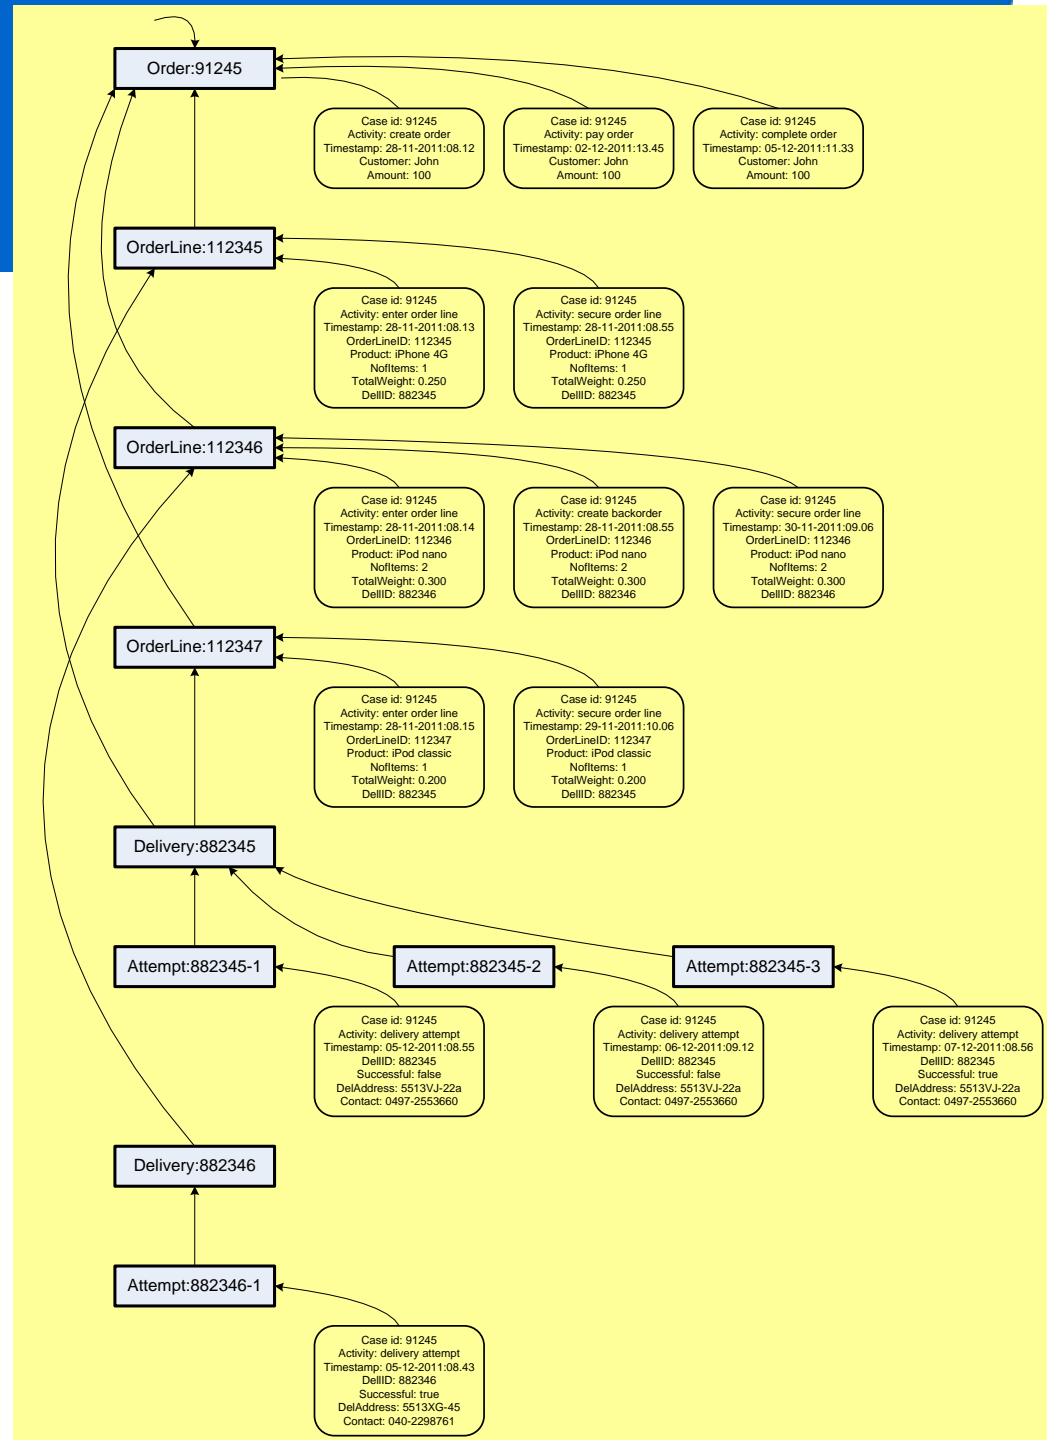 Order:91245
Case id: 91245
Activity: create order
Timestamp: 28-11-2011:08.12
Customer: John
Amount: 100
Case id: 91245
Activity: pay order
Timestamp: 02-12-2011:13.45
Customer: John
Amount: 100
Case id: 91245
Activity: complete order
Timestamp: 05-12-2011:11.33
Customer: John
Amount: 100
OrderLine:112345
Case id: 91245
Activity: enter order line
Timestamp: 28-11-2011:08.13
OrderLineID: 112345
Product: iPhone 4G
NofItems: 1
TotalWeight: 0.250
DellID: 882345
Case id: 91245
Activity: secure order line
Timestamp: 28-11-2011:08.55
OrderLineID: 112345
Product: iPhone 4G
NofItems: 1
TotalWeight: 0.250
DellID: 882345
OrderLine:112346
Case id: 91245
Activity: enter order line
Timestamp: 28-11-2011:08.14
OrderLineID: 112346
Product: iPod nano
NofItems: 2
TotalWeight: 0.300
DellID: 882346
Case id: 91245
Activity: create backorder
Timestamp: 28-11-2011:08.55
OrderLineID: 112346
Product: iPod nano
NofItems: 2
TotalWeight: 0.300
DellID: 882346
Case id: 91245
Activity: secure order line
Timestamp: 30-11-2011:09.06
OrderLineID: 112346
Product: iPod nano
NofItems: 2
TotalWeight: 0.300
DellID: 882346
OrderLine:112347
Case id: 91245
Activity: enter order line
Timestamp: 28-11-2011:08.15
OrderLineID: 112347
Product: iPod classic
NofItems: 1
TotalWeight: 0.200
DellID: 882345
Case id: 91245
Activity: secure order line
Timestamp: 29-11-2011:10.06
OrderLineID: 112347
Product: iPod classic
NofItems: 1
TotalWeight: 0.200
DellID: 882345
Delivery:882345
Attempt:882345-1
Attempt:882345-2
Attempt:882345-3
Case id: 91245
Activity: delivery attempt
Timestamp: 05-12-2011:08.55
DellID: 882345
Successful: false
DelAddress: 5513VJ-22a
Contact: 0497-2553660
Case id: 91245
Activity: delivery attempt
Timestamp: 06-12-2011:09.12
DellID: 882345
Successful: false
DelAddress: 5513VJ-22a
Contact: 0497-2553660
Case id: 91245
Activity: delivery attempt
Timestamp: 07-12-2011:08.56
DellID: 882345
Successful: true
DelAddress: 5513VJ-22a
Contact: 0497-2553660
Delivery:882346
Attempt:882346-1
Case id: 91245
Activity: delivery attempt
Timestamp: 05-12-2011:08.43
DellID: 882346
Successful: true
DelAddress: 5513XG-45
Contact: 040-2298761